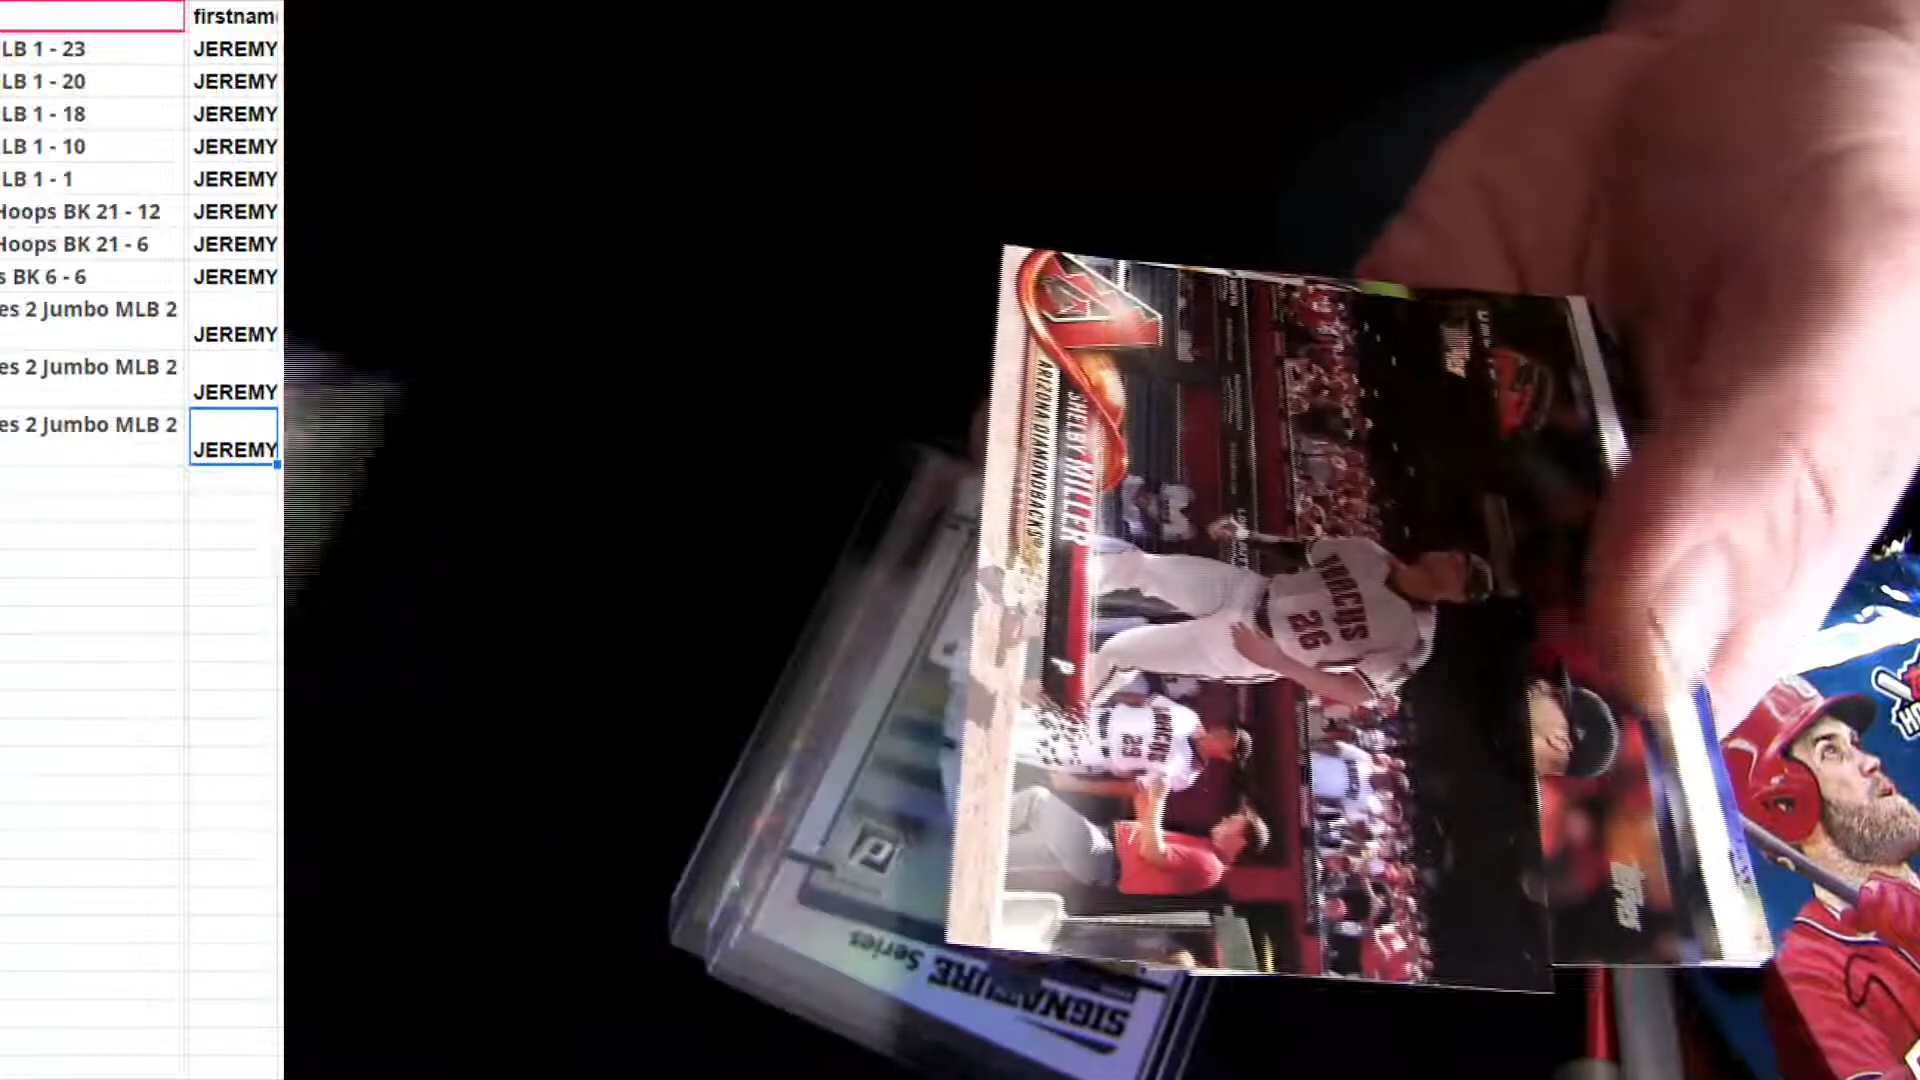 firstnam
LB 1 - 23
JEREMY
LB 1 - 20
JEREMY
LB 1 - 18
JEREMY
LB 1 - 10
JEREMY
LB 1 - 1
JEREMY
Hoops BK 21 - 12
JEREMY
Hoops BK 21 - 6
JEREMY
s BK 6 - 6
JEREMY
es 2 Jumbo MLB 2
JEREMY
es 2 Jumbo MLB 2
JEREMY
es 2 Jumbo MLB 2
JEREMY
SHELBY MILLER
ARIZONA DIAMONDBACKS
P
26
topps
SIGNATURE Series